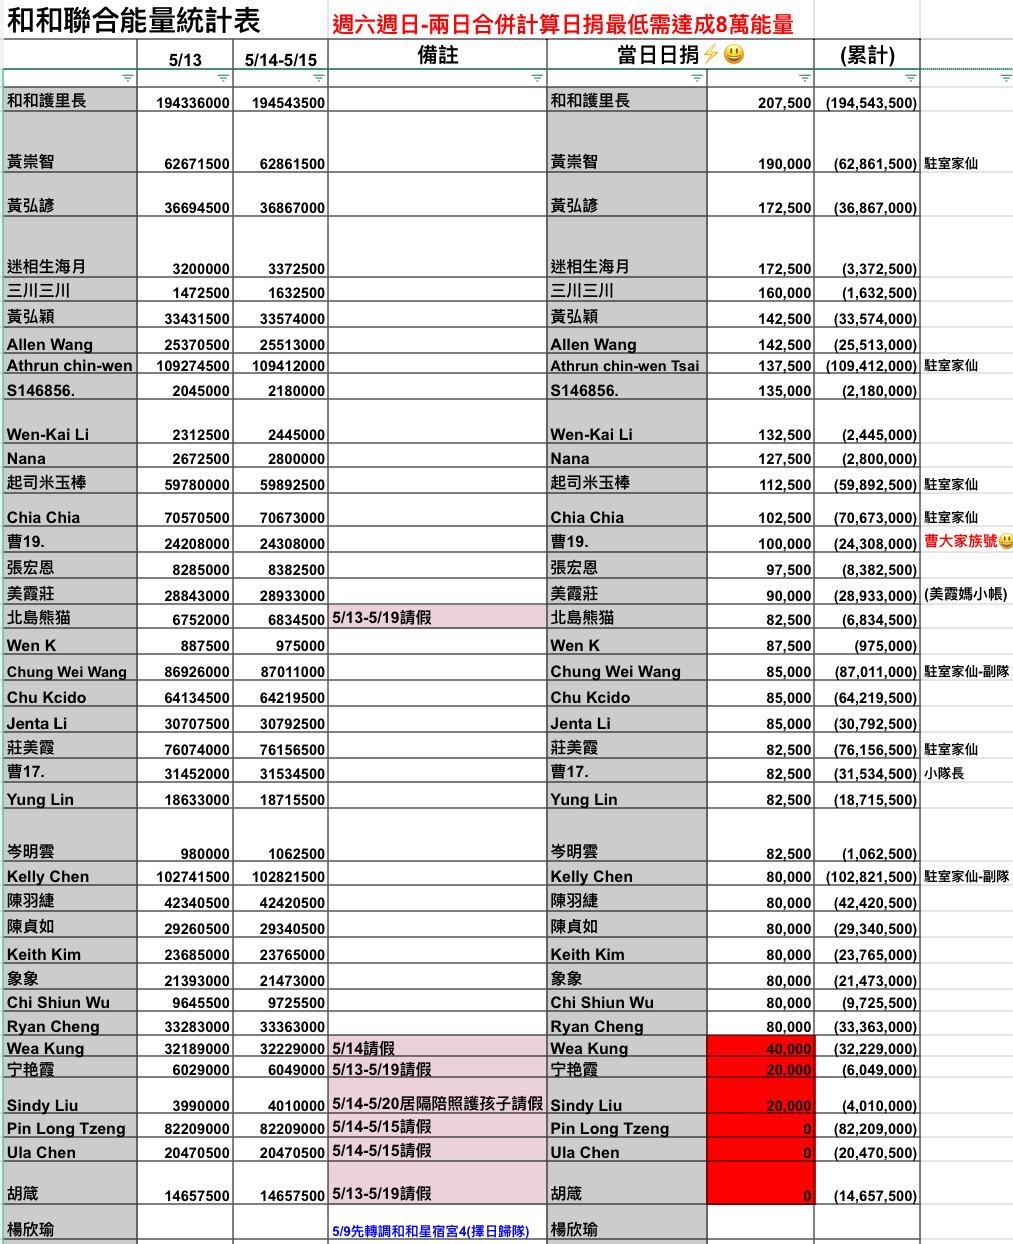 和和聯合能量統計表 週六週日-兩日合併計算日捐最低需達成8萬能量
5/13 5/14-5/15 備註 當日日捐⚡😃 (累計)
和和護里長 194336000 194543500 和和護里長 207,500 (194,543,500)
黃崇智 62671500 62861500 黃崇智 190,000 (62,861,500) 駐室家仙
黃弘諺 36694500 36867000 黃弘諺 172,500 (36,867,000)
迷相生海月 3200000 3372500 迷相生海月 172,500 (3,372,500)
三川三川 1472500 1632500 三川三川 160,000 (1,632,500)
黃弘穎 33431500 33574000 黃弘穎 142,500 (33,574,000)
Allen Wang 25370500 25513000 Allen Wang 142,500 (25,513,000)
Athrun chin-wen 109274500 109412000 Athrun chin-wen Tsai 137,500 (109,412,000) 駐室家仙
S146856. 2045000 2180000 S146856. 135,000 (2,180,000)
Wen-Kai Li 2312500 2445000 Wen-Kai Li 132,500 (2,445,000)
Nana 2672500 2800000 Nana 127,500 (2,800,000)
起司米玉棒 59780000 59892500 起司米玉棒 112,500 (59,892,500) 駐室家仙
Chia Chia 70570500 70673000 Chia Chia 102,500 (70,673,000) 駐室家仙
曹19. 24208000 24308000 曹19. 100,000 (24,308,000) 曹大家族號😃
張宏恩 8285000 8382500 張宏恩 97,500 (8,382,500)
美霞莊 28843000 28933000 美霞莊 90,000 (28,933,000) (美霞媽小帳)
北島熊猫 6752000 6834500 5/13-5/19請假 北島熊猫 82,500 (6,834,500)
Wen K 887500 975000 Wen K 87,500 (975,000)
Chung Wei Wang 86926000 87011000 Chung Wei Wang 85,000 (87,011,000) 駐室家仙-副隊
Chu Kcido 64134500 64219500 Chu Kcido 85,000 (64,219,500)
Jenta Li 30707500 30792500 Jenta Li 85,000 (30,792,500)
莊美霞 76074000 76156500 莊美霞 82,500 (76,156,500) 駐室家仙
曹17. 31452000 31534500 曹17. 82,500 (31,534,500) 小隊長
Yung Lin 18633000 18715500 Yung Lin 82,500 (18,715,500)
岑明雲 980000 1062500 岑明雲 82,500 (1,062,500)
Kelly Chen 102741500 102821500 Kelly Chen 80,000 (102,821,500) 駐室家仙-副隊
陳羽緁 42340500 42420500 陳羽緁 80,000 (42,420,500)
陳貞如 29260500 29340500 陳貞如 80,000 (29,340,500)
Keith Kim 23685000 23765000 Keith Kim 80,000 (23,765,000)
象象 21393000 21473000 象象 80,000 (21,473,000)
Chi Shiun Wu 9645500 9725500 Chi Shiun Wu 80,000 (9,725,500)
Ryan Cheng 33283000 33363000 Ryan Cheng 80,000 (33,363,000)
Wea Kung 32189000 32229000 5/14請假 Wea Kung 40,000 (32,229,000)
宁艳霞 6029000 6049000 5/13-5/19請假 宁艳霞 20,000 (6,049,000)
Sindy Liu 3990000 4010000 5/14-5/20居隔陪照護孩子請假 Sindy Liu 20,000 (4,010,000)
Pin Long Tzeng 82209000 82209000 5/14-5/15請假 Pin Long Tzeng 0 (82,209,000)
Ula Chen 20470500 20470500 5/14-5/15請假 Ula Chen 0 (20,470,500)
胡箴 14657500 14657500 5/13-5/19請假 胡箴 0 (14,657,500)
楊欣瑜 5/9先轉調和和星宿宮4(擇日歸隊) 楊欣瑜